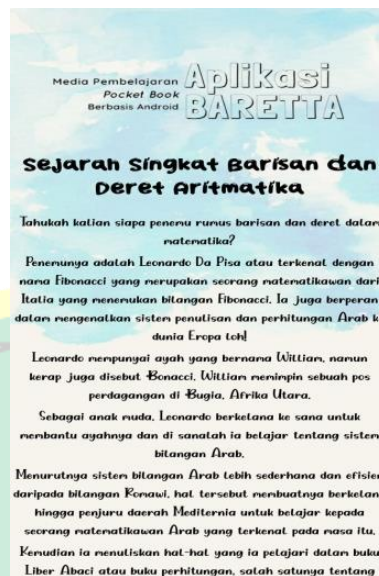 Media Pembelajaran
Pocket Book
Berbasis Android
Aplikasi
BARETTA
Sejarah Singkat Barisan dan
Deret Aritmatika
Tahukah kalian siapa penemu rumus barisan dan deret dalam
matematika?
Penemunya adalah Leonardo Da Pisa atau terkenal dengan
nama Fibonacci yang merupakan seorang matematikawan dari
Italia yang menemukan bilangan Fibonacci. Ia juga berperan
dalam mengenalkan sistem penulisan dan perhitungan Arab k
dunia Eropa loh!
Leonardo mempunyai ayah yang bernama William, namun
kerap juga disebut Bonacci. William memimpin sebuah pos
perdagangan di Bugia, Afrika Utara.
Sebagai anak muda, Leonardo berkelana ke sana untuk
membantu ayahnya dan di sanalah ia belajar tentang sistem
bilangan Arab.
Menurutnya sistem bilangan Arab lebih sederhana dan efisien
daripada bilangan Romawi, hal tersebut membuatnya berkelan
hingga penjuru daerah Mediternia untuk belajar kepada
seorang matematikawan Arab yang terkenal pada masa itu.
Kemudian ia menuliskan hal-hal yang ia pelajari dalam buku
Liber Abaci atau buku perhitungan, salah satunya tentang